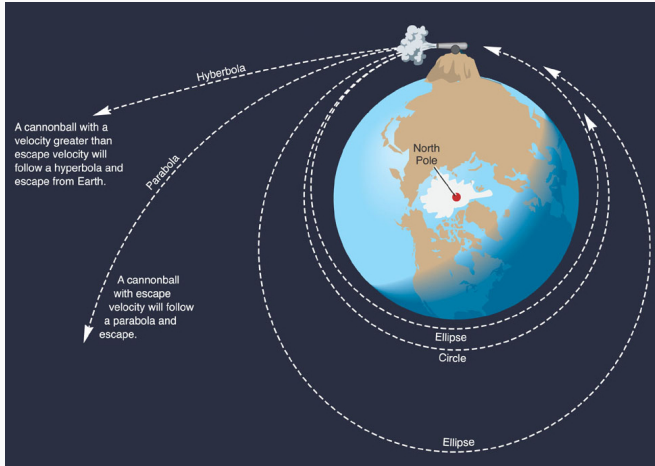 Hyberbola
A cannonball with a
velocity greater than
escape velocity will
follow a hyperbola and
escape from Earth.
Parabola
North
Pole
A cannonball
with escape
velocity will follow
a parabola and
escape.
Ellipse
Circle
Ellipse